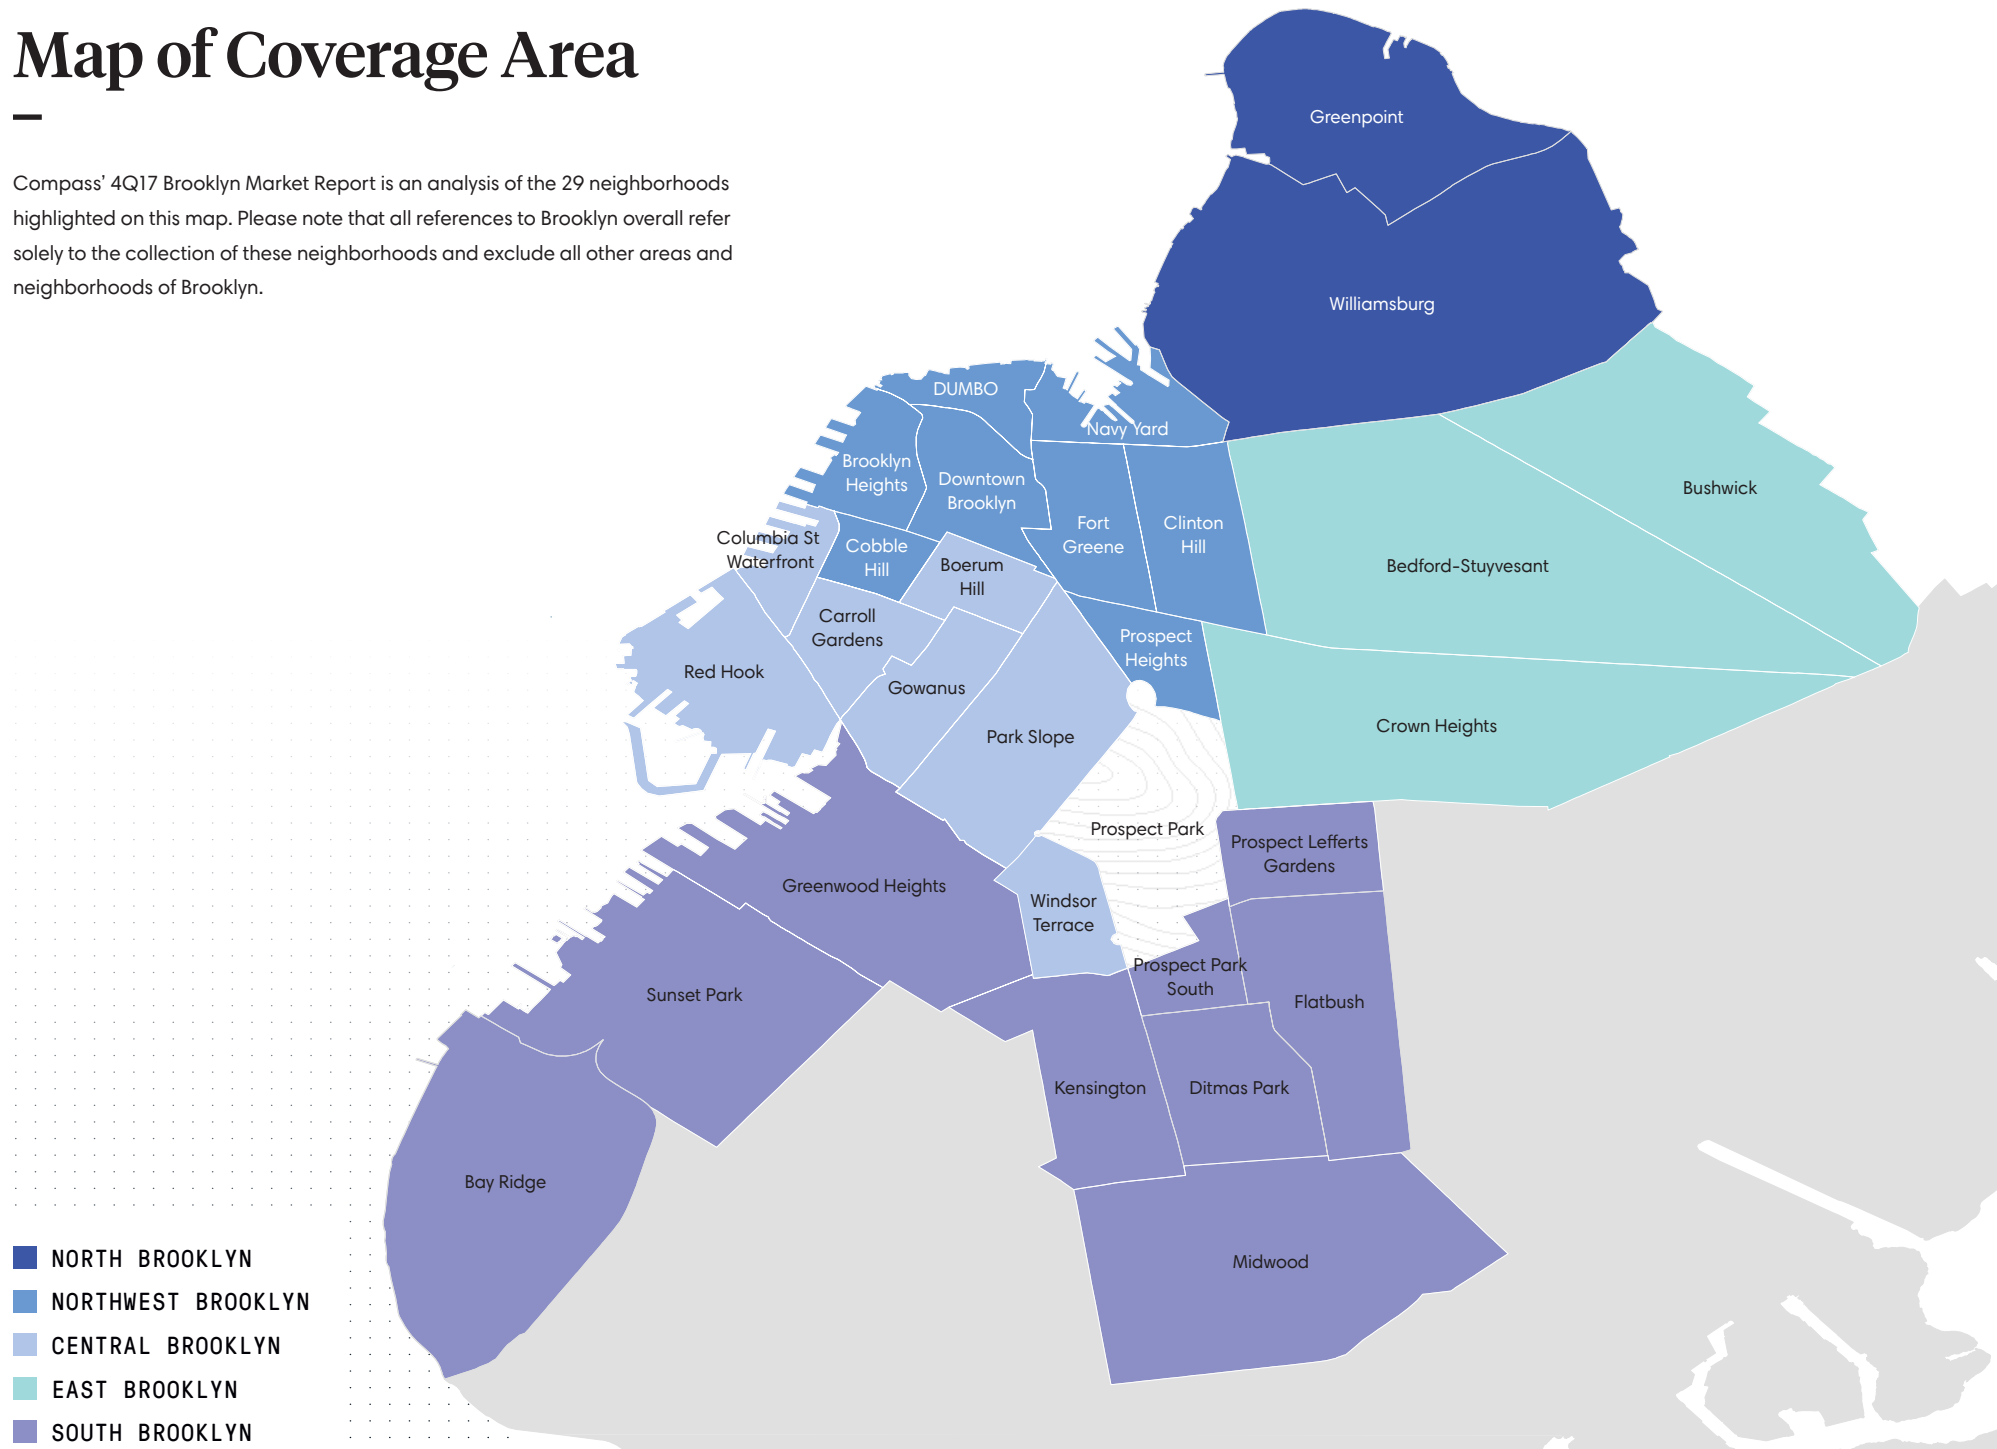 Map of Coverage Area
Compass’ 4Q17 Brooklyn Market Report is an analysis of the 29 neighborhoods
highlighted on this map. Please note that all references to Brooklyn overall refer
solely to the collection of these neighborhoods and exclude all other areas and
neighborhoods of Brooklyn.
Greenpoint
Williamsburg
DUMBO
Navy Yard
Brooklyn
Heights
Downtown
Brooklyn
Bushwick
Fort
Greene
Clinton
Hill
Columbia St
Waterfront
Cobble
Hill
Boerum
Hill
Bedford-Stuyvesant
Carroll
Gardens
Prospect
Heights
Red Hook
Gowanus
Park Slope
Crown Heights
Prospect Park
Prospect Lefferts
Gardens
Greenwood Heights
Windsor
Terrace
Prospect Park
South
Sunset Park
Flatbush
Kensington
Ditmas Park
Bay Ridge
Midwood
NORTH BROOKLYN
NORTHWEST BROOKLYN
CENTRAL BROOKLYN
EAST BROOKLYN
SOUTH BROOKLYN